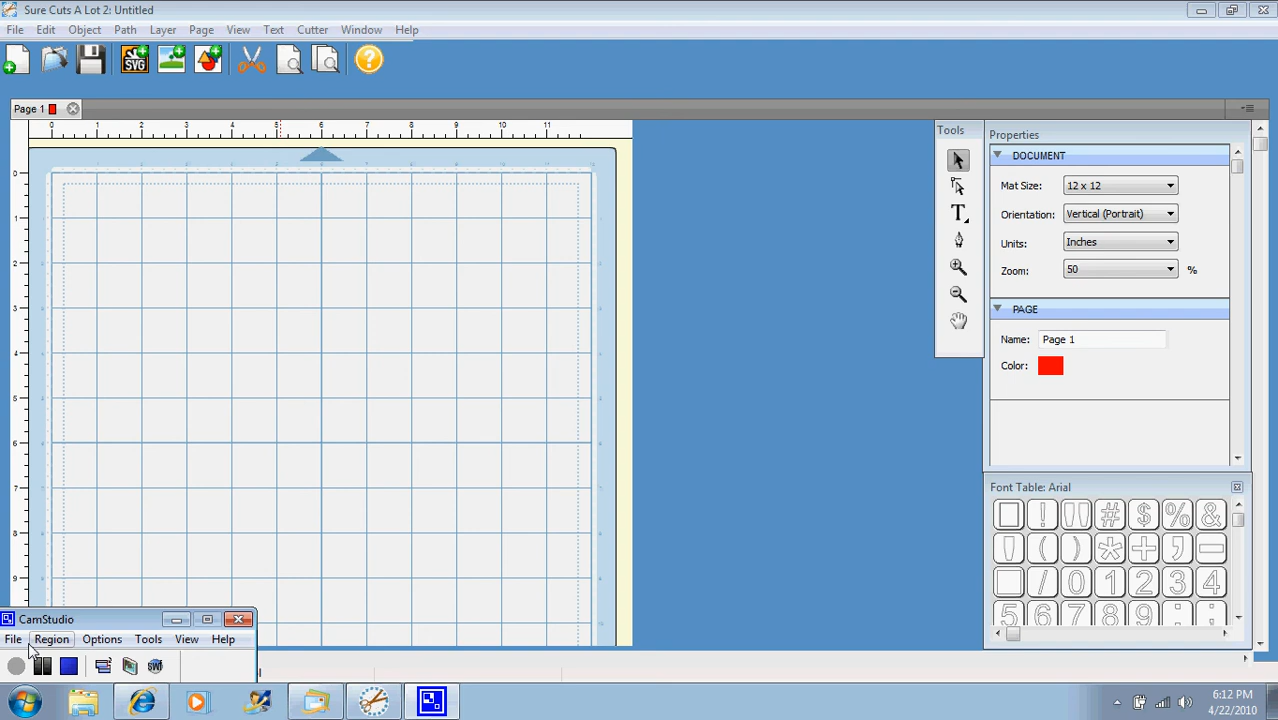 Sure Cuts A Lot 2: Untitled
File Edit Object Path Layer Page View Text Cutter Window Help
SVG
Page 1
0 1 2 3 4 5 6 7 8 9 10 11
0
1
2
3
4
5
6
7
8
9
Tools
T
Properties
DOCUMENT
Mat Size: 12 x 12
Orientation: Vertical (Portrait)
Units: Inches
Zoom: 50 %
PAGE
Name: Page 1
Color:
Font Table: Arial
! " # $ % &
' ( ) * + , -
/ 0 1 2 3 4
5 6 7 8 9 : ;
CamStudio
File Region Options Tools View Help
SWF
6:12 PM
4/22/2010